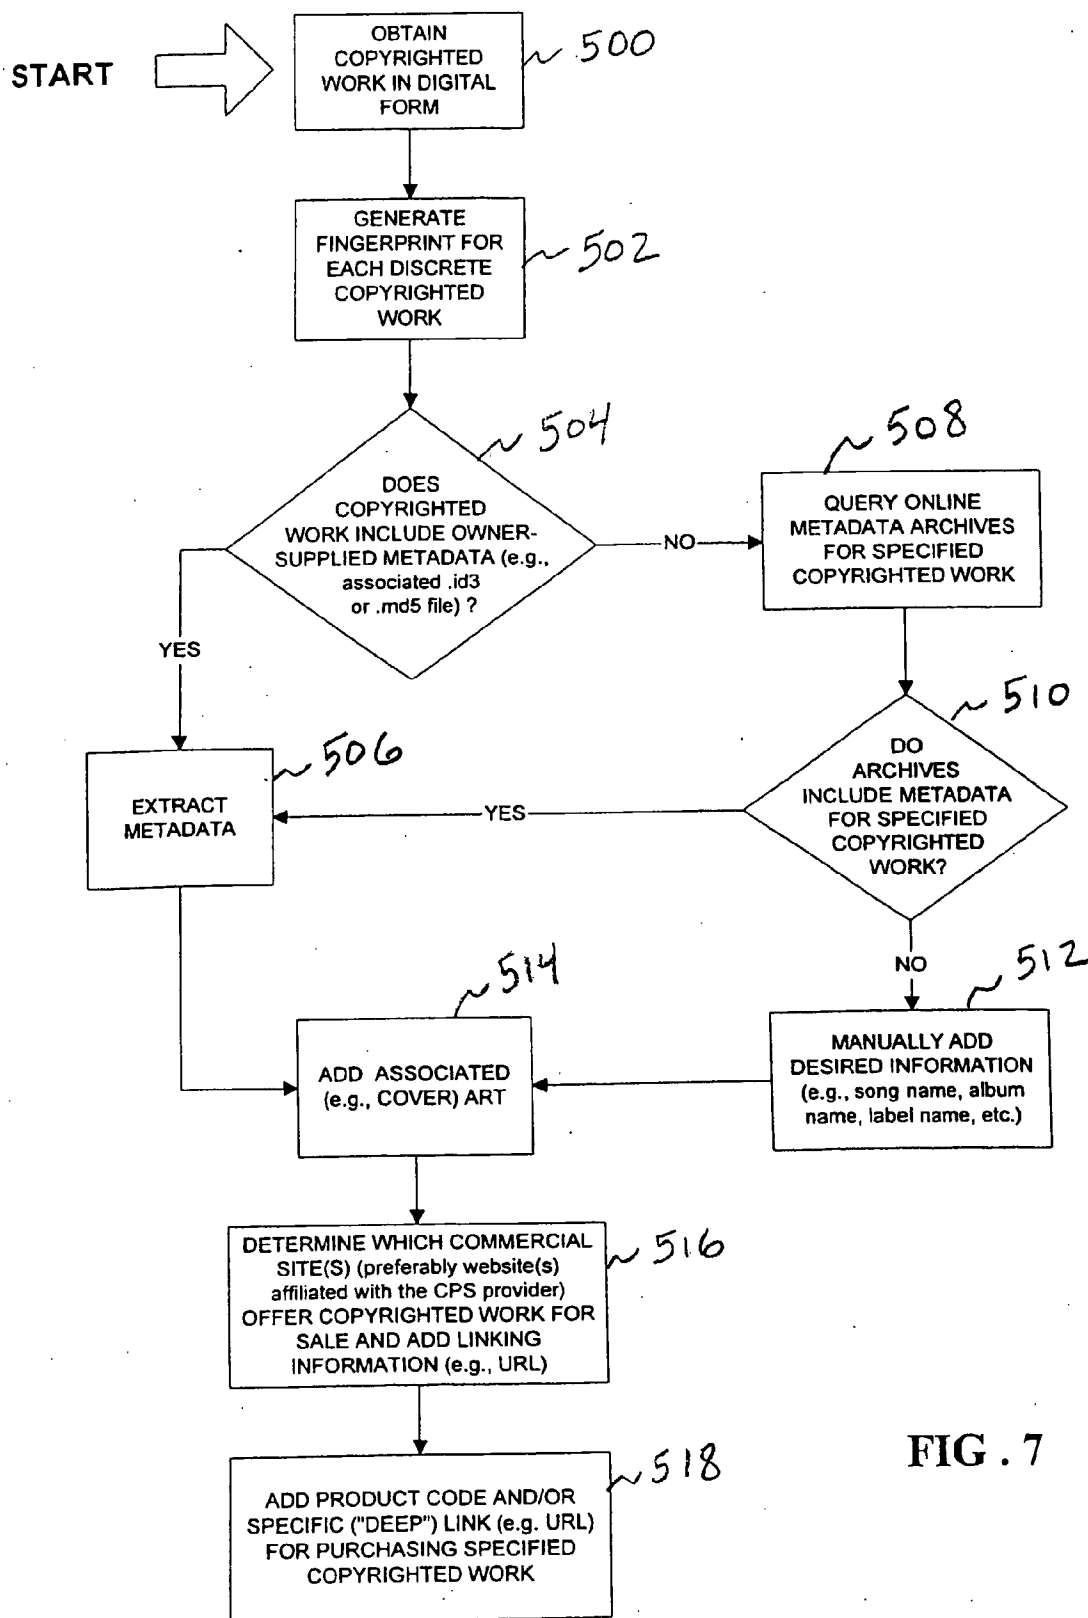 START
OBTAIN
COPYRIGHTED
WORK IN DIGITAL
FORM
500
GENERATE
FINGERPRINT FOR
EACH DISCRETE
COPYRIGHTED
WORK
502
DOES
COPYRIGHTED
WORK INCLUDE OWNER-
SUPPLIED METADATA (e.g.,
associated .id3
or .md5 file) ?
504
NO
508
QUERY ONLINE
METADATA ARCHIVES
FOR SPECIFIED
COPYRIGHTED WORK
YES
506
EXTRACT
METADATA
YES
510
DO
ARCHIVES
INCLUDE METADATA
FOR SPECIFIED
COPYRIGHTED
WORK?
NO
512
MANUALLY ADD
DESIRED INFORMATION
(e.g., song name, album
name, label name, etc.)
514
ADD ASSOCIATED
(e.g., COVER) ART
DETERMINE WHICH COMMERCIAL
SITE(S) (preferably website(s)
affiliated with the CPS provider)
OFFER COPYRIGHTED WORK FOR
SALE AND ADD LINKING
INFORMATION (e.g., URL)
516
ADD PRODUCT CODE AND/OR
SPECIFIC ("DEEP") LINK (e.g. URL)
FOR PURCHASING SPECIFIED
COPYRIGHTED WORK
518
FIG . 7